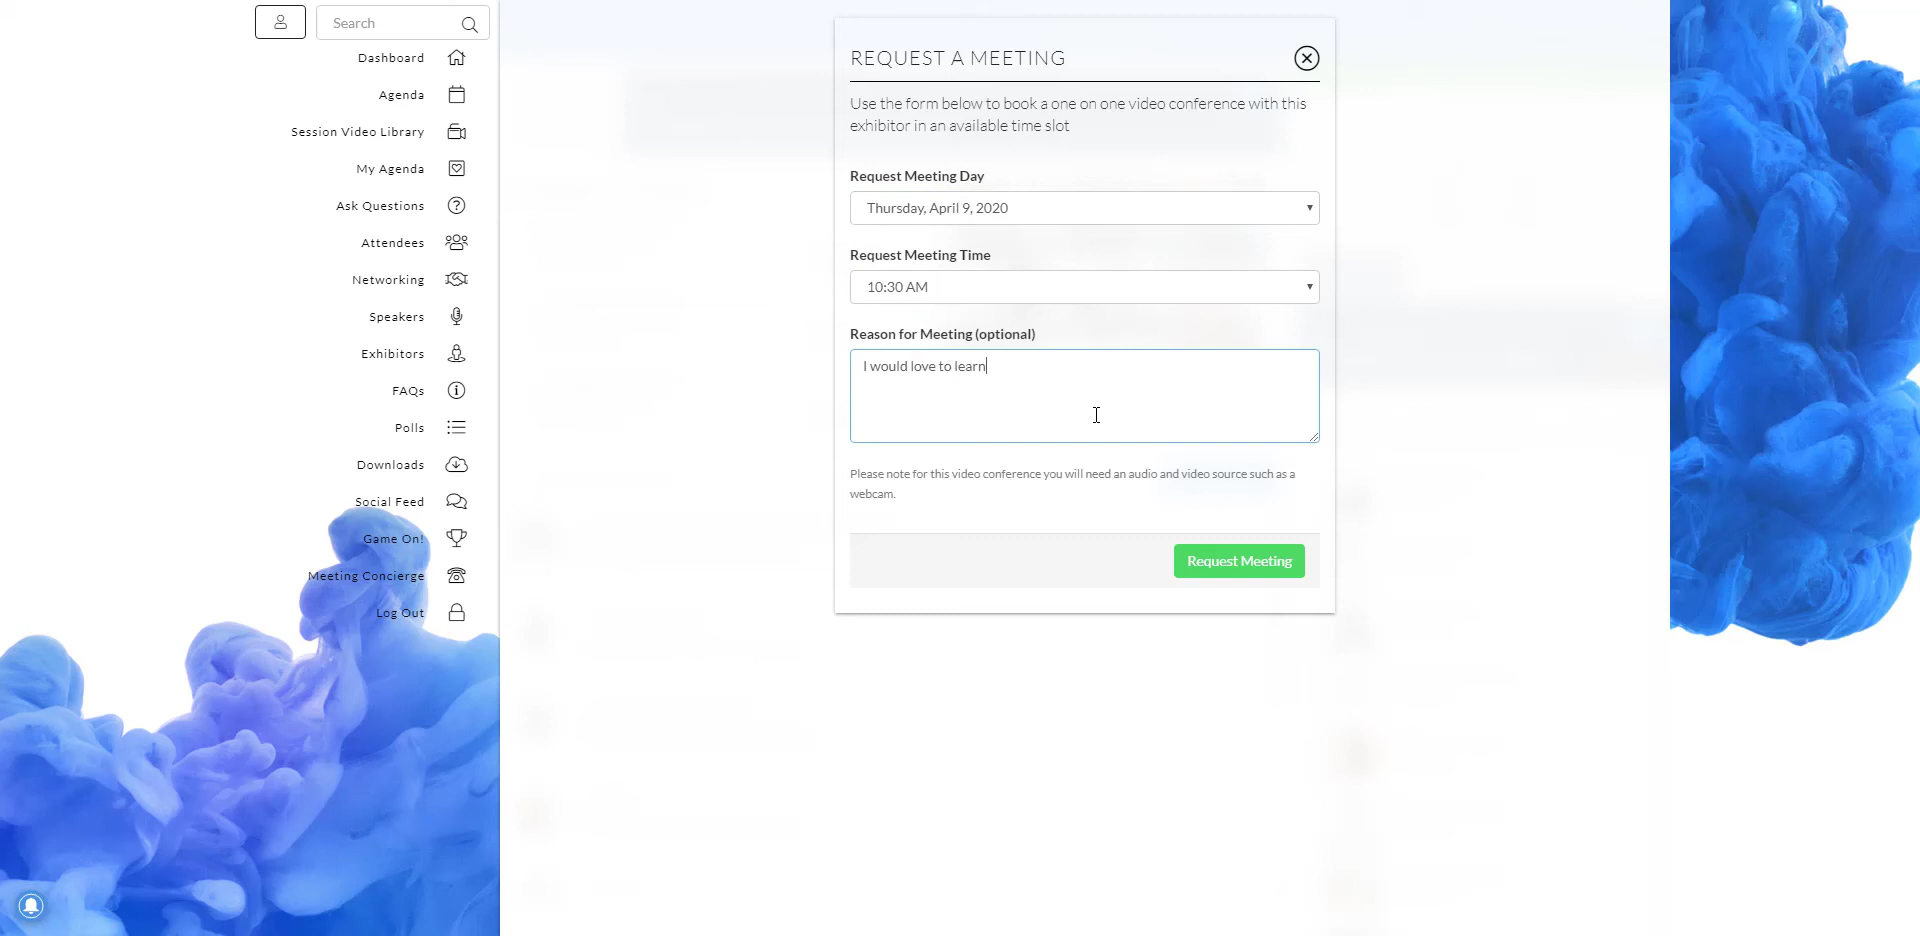 Search
Dashboard
Agenda
Session Video Library
My Agenda
Ask Questions
Attendees
Networking
Speakers
Exhibitors
FAQs
Polls
Downloads
Social Feed
Game On!
Meeting Concierge
Log Out
REQUEST A MEETING
Use the form below to book a one on one video conference with this
exhibitor in an available time slot
Request Meeting Day
Thursday, April 9, 2020
Request Meeting Time
10:30 AM
Reason for Meeting (optional)
I would love to learn
Please note for this video conference you will need an audio and video source such as a
webcam.
Request Meeting